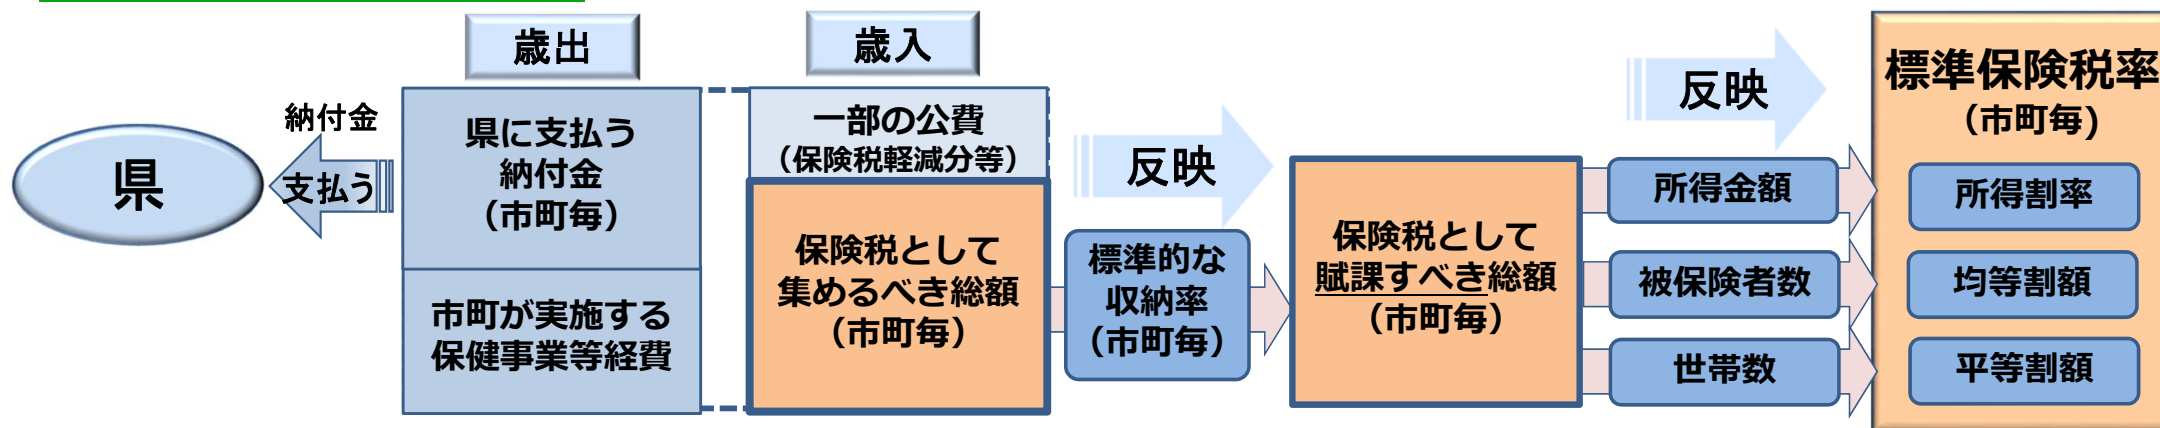 歳出
歳入
納付金
県
支払う
県に支払う
納付金
（市町毎）
市町が実施する
保健事業等経費
一部の公費
（保険税軽減分等）
保険税として
集めるべき総額
（市町毎）
反映
標準的な
収納率
（市町毎）
保険税として
賦課すべき総額
（市町毎）
反映
所得金額
被保険者数
世帯数
標準保険税率
（市町毎)
所得割率
均等割額
平等割額